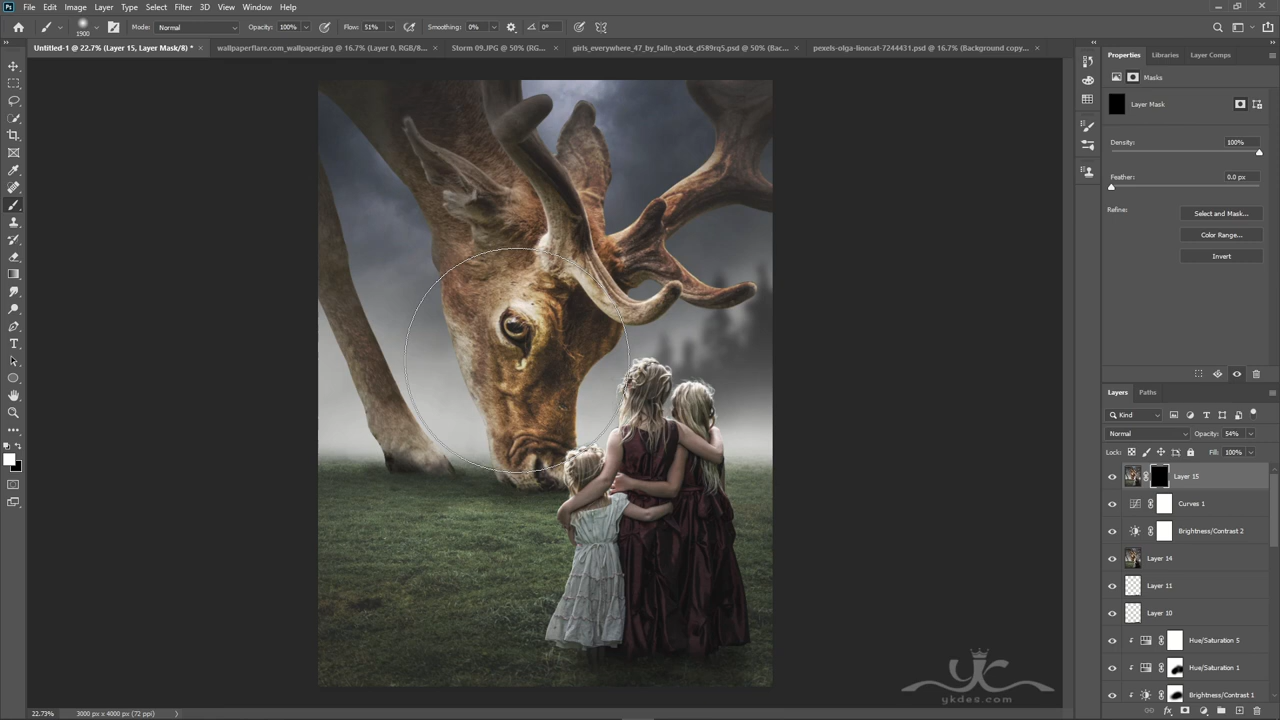 File Edit Image Layer Type Select Filter 3D View Window Help
1900 Mode: Normal Opacity: 100% Flow: 51% Smoothing: 0% 0°
Untitled-1 @ 22.7% (Layer 15, Layer Mask/8) * ×
wallpaperflare.com_wallpaper.jpg @ 16.7% (Layer 0, RGB/8... ×
Storm 09.JPG @ 50% (RG... ×
girls_everywhere_47_by_falln_stock_d589rq5.psd @ 50% (Bac... ×
pexels-olga-lioncat-7244431.psd @ 16.7% (Background copy... ×
Properties Libraries Layer Comps
Masks
Layer Mask
Density: 100%
Feather: 0.0 px
Refine: Select and Mask...
Color Range...
Invert
Layers Paths
Kind
Normal Opacity: 54%
Lock: Fill: 100%
Layer 15
Curves 1
Brightness/Contrast 2
Layer 14
Layer 11
Layer 10
Hue/Saturation 5
Hue/Saturation 1
Brightness/Contrast 1
yc
ykdes.com
22.73% 3000 px x 4000 px (72 ppi)